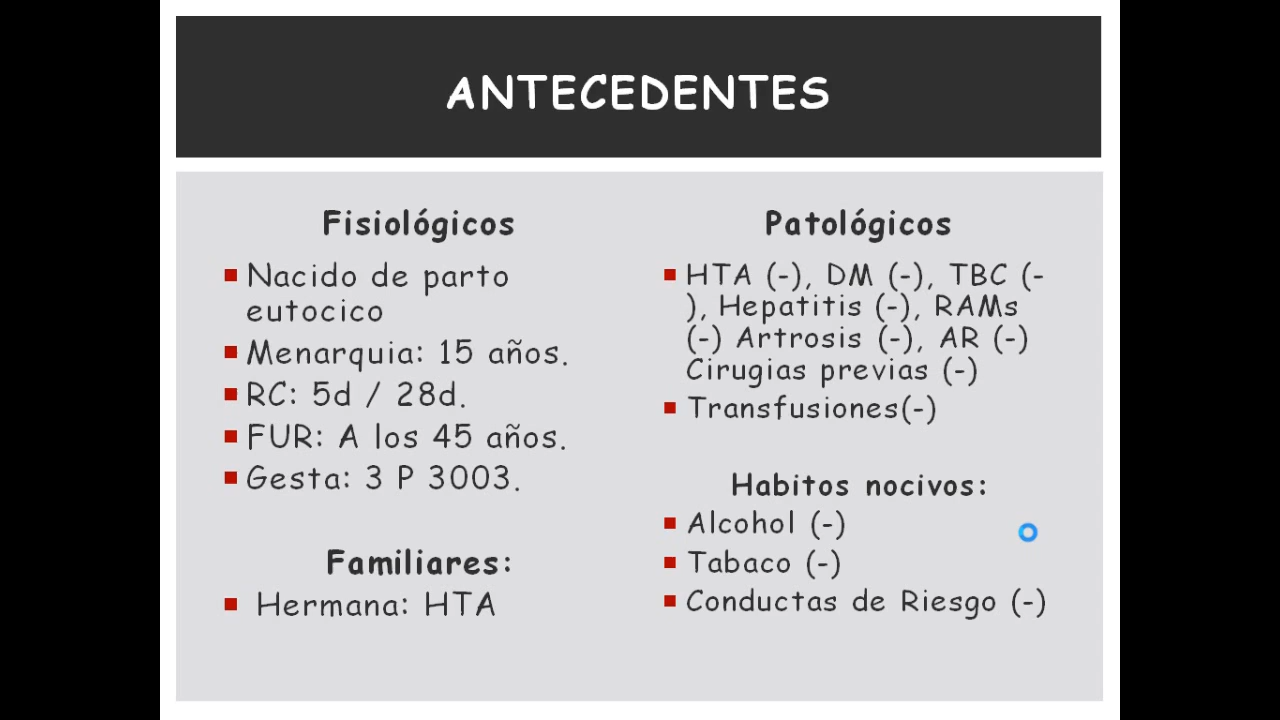 ANTECEDENTES
Fisiológicos
Nacido de parto
eutocico
Menarquia: 15 años.
RC: 5d / 28d.
FUR: A los 45 años.
Gesta: 3 P 3003.
Familiares:
Hermana: HTA
Patológicos
HTA (-), DM (-), TBC (-
), Hepatitis (-), RAMs
(-) Artrosis (-), AR (-)
Cirugias previas (-)
Transfusiones(-)
Habitos nocivos:
Alcohol (-)
Tabaco (-)
Conductas de Riesgo (-)